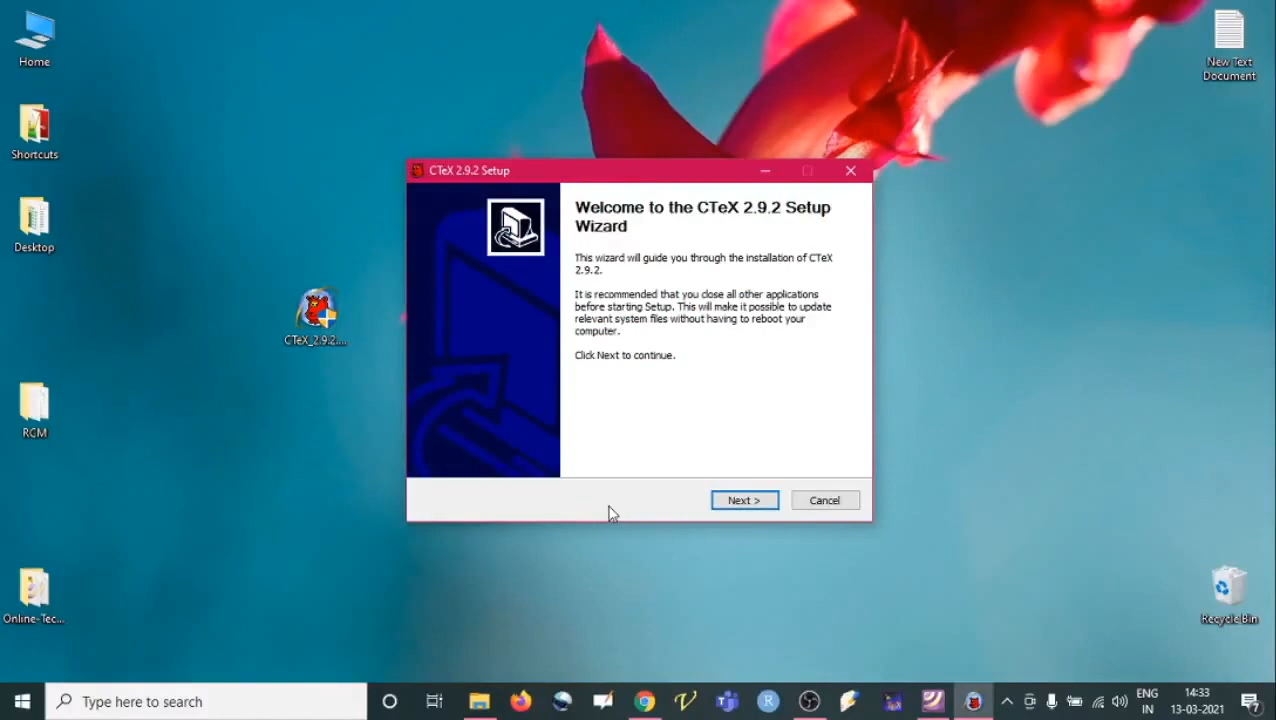 Home
New Text
Document
Shortcuts
CTeX 2.9.2 Setup
Welcome to the CTeX 2.9.2 Setup
Wizard
Desktop
This wizard will guide you through the installation of CTeX
2.9.2.
It is recommended that you close all other applications
before starting Setup. This will make it possible to update
relevant system files without having to reboot your
computer.
CTeX_2.9.2....
Click Next to continue.
RCM
Next >
Cancel
Online-Tec...
Recycle Bin
Type here to search
ENG
IN
14:33
13-03-2021
7